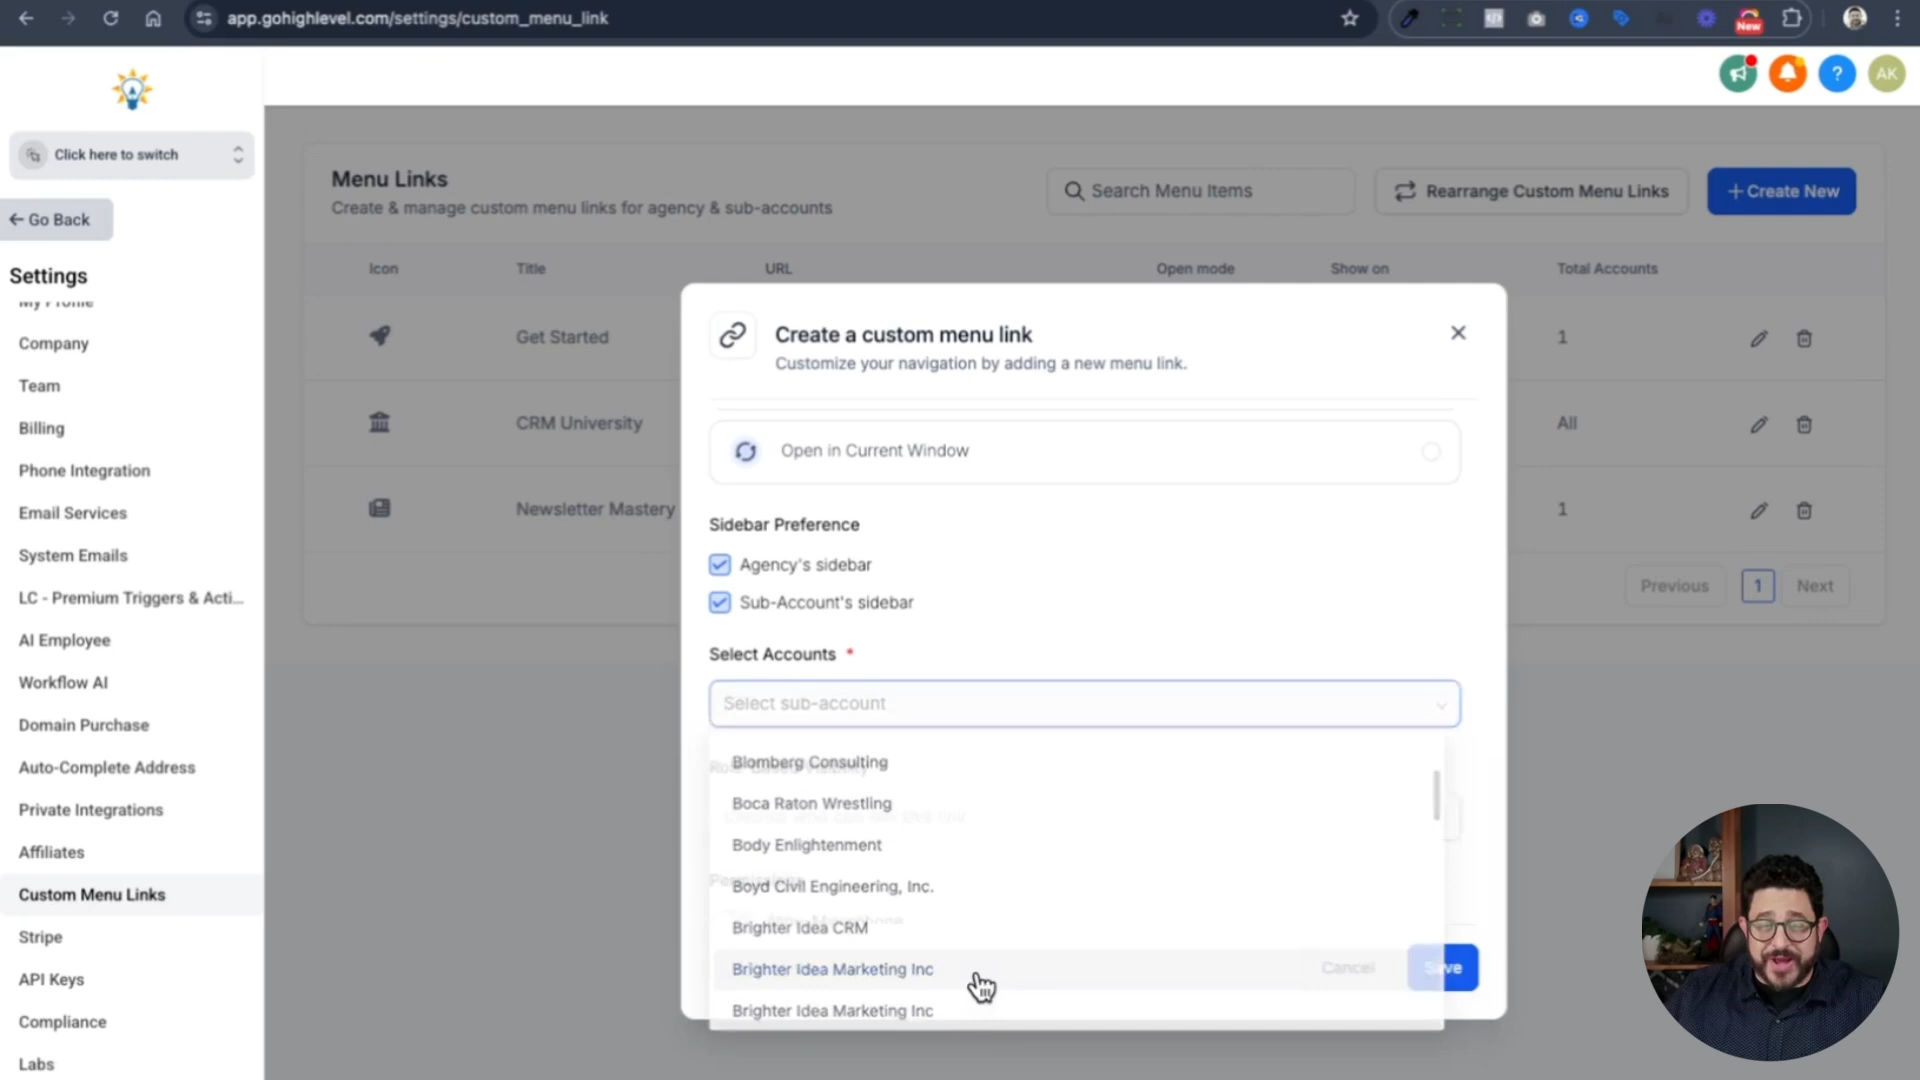 app.gohighlevel.com/settings/custom_menu_link
New
?
AK
Click here to switch
Go Back
Settings
My Profile
Company
Team
Billing
Phone Integration
Email Services
System Emails
LC - Premium Triggers & Acti...
AI Employee
Workflow AI
Domain Purchase
Auto-Complete Address
Private Integrations
Affiliates
Custom Menu Links
Stripe
API Keys
Compliance
Labs
Menu Links
Create & manage custom menu links for agency & sub-accounts
Search Menu Items
Rearrange Custom Menu Links
+ Create New
Icon Title URL Open mode Show on Total Accounts
Get Started 1
CRM University All
Newsletter Mastery 1
Previous 1 Next
Create a custom menu link
Customize your navigation by adding a new menu link.
Open in Current Window
Sidebar Preference
Agency's sidebar
Sub-Account's sidebar
Select Accounts *
Select sub-account
Blomberg Consulting
Boca Raton Wrestling
Body Enlightenment
Boyd Civil Engineering, Inc.
Brighter Idea CRM
Brighter Idea Marketing Inc
Brighter Idea Marketing Inc
Cancel
Save